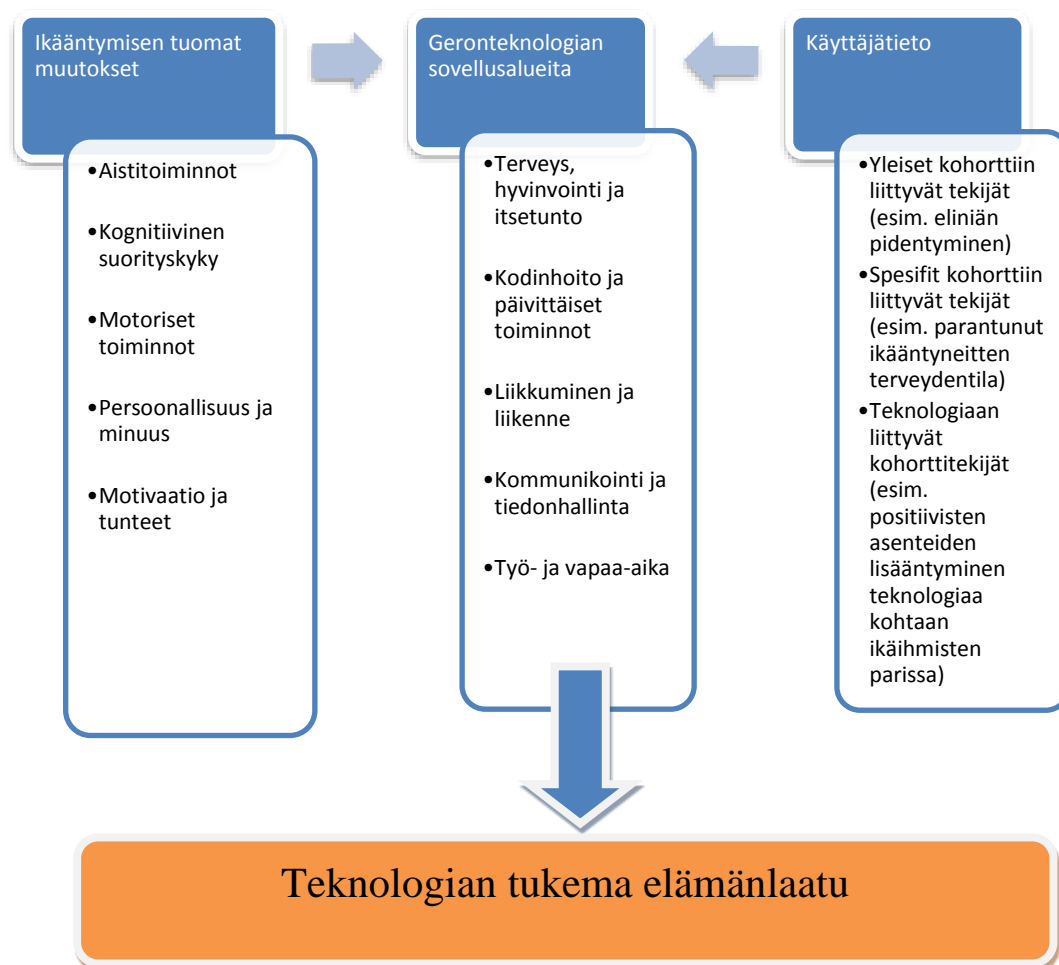 Ikääntymisen tuomat
muutokset
•Aistitoiminnot
•Kognitiivinen
suorityskyky
•Motoriset
toiminnot
•Persoonallisuus ja
minuus
•Motivaatio ja
tunteet
Geronteknologian
sovellusalueita
•Terveys,
hyvinvointi ja
itsetunto
•Kodinhoito ja
päivittäiset
toiminnot
•Liikkuminen ja
liikenne
•Kommunikointi ja
tiedonhallinta
•Työ- ja vapaa-aika
Käyttäjätieto
•Yleiset kohorttiin
liittyvät tekijät
(esim. eliniän
pidentyminen)
•Spesifit kohorttiin
liittyvät tekijät
(esim. parantunut
ikääntyneitten
terveydentila)
•Teknologiaan
liittyvät
kohorttitekijät
(esim.
positiivisten
asenteiden
lisääntyminen
teknologiaa
kohtaan
ikäihmisten
parissa)
Teknologian tukema elämänlaatu